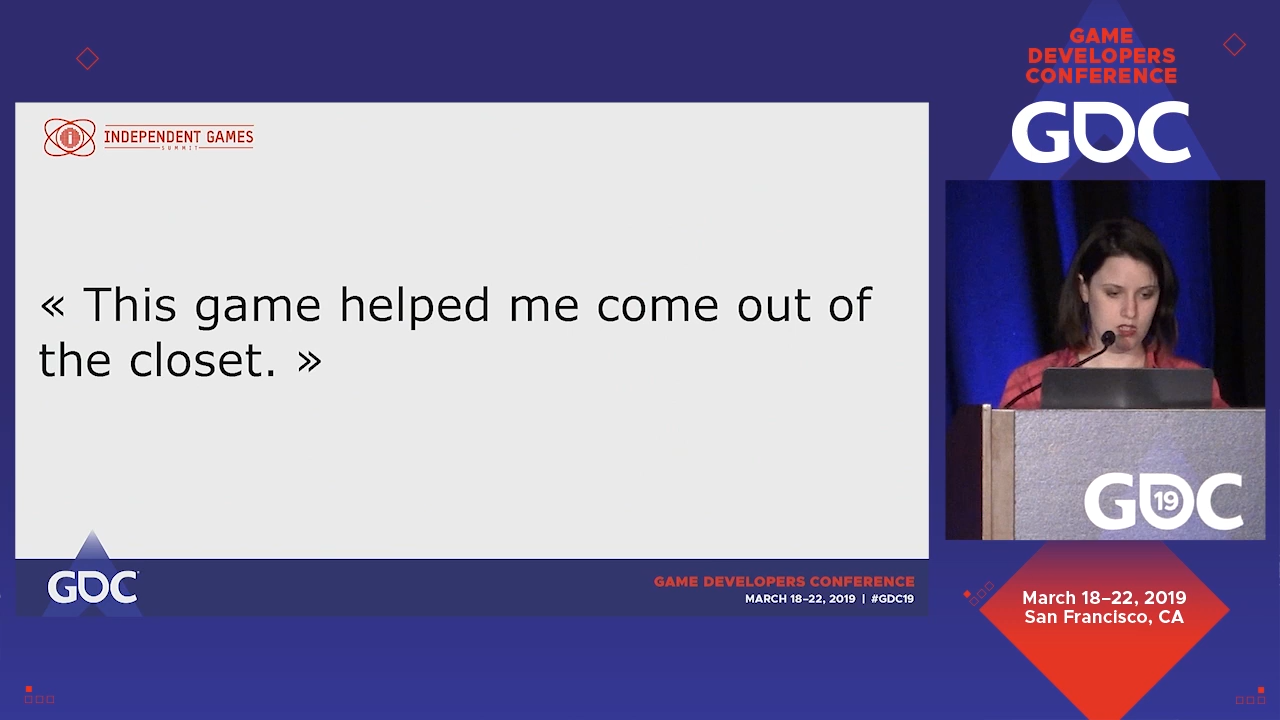 GAME
DEVELOPERS
CONFERENCE
GDC
INDEPENDENT GAMES
SUMMIT
« This game helped me come out of
the closet. »
GDC
GAME DEVELOPERS CONFERENCE
MARCH 18–22, 2019 | #GDC19
GDC
19
March 18–22, 2019
San Francisco, CA